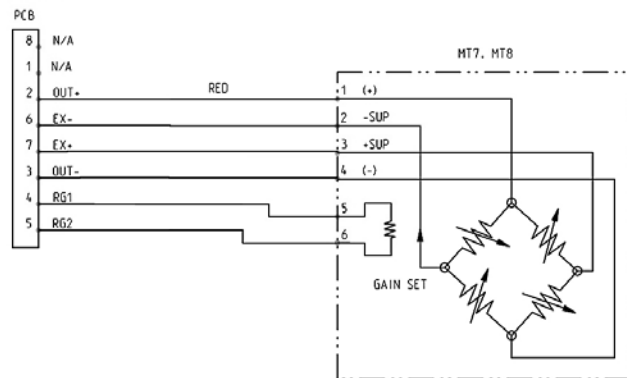 PCB
8 N/A
MT7. MT8
1 N/A
2 OUT+ RED 1 (+)
6 EX- 2 -SUP
7 EX+ 3 +SUP
3 OUT- 4 (-)
4 RG1 5
5 RG2 6
GAIN SET